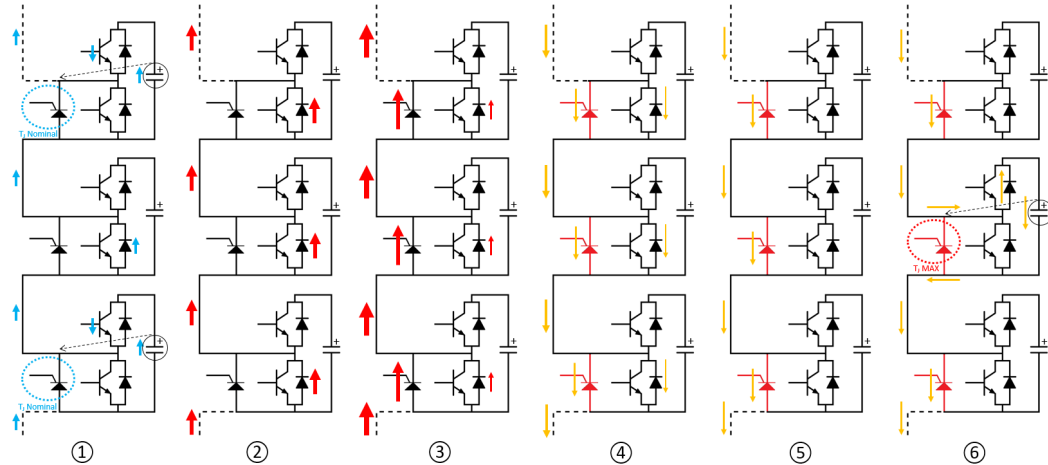 + + + + + +
Tj Nominal
+ + + + + +
Tj MAX
+ + + + + +
Tj Nominal
① ② ③ ④ ⑤ ⑥